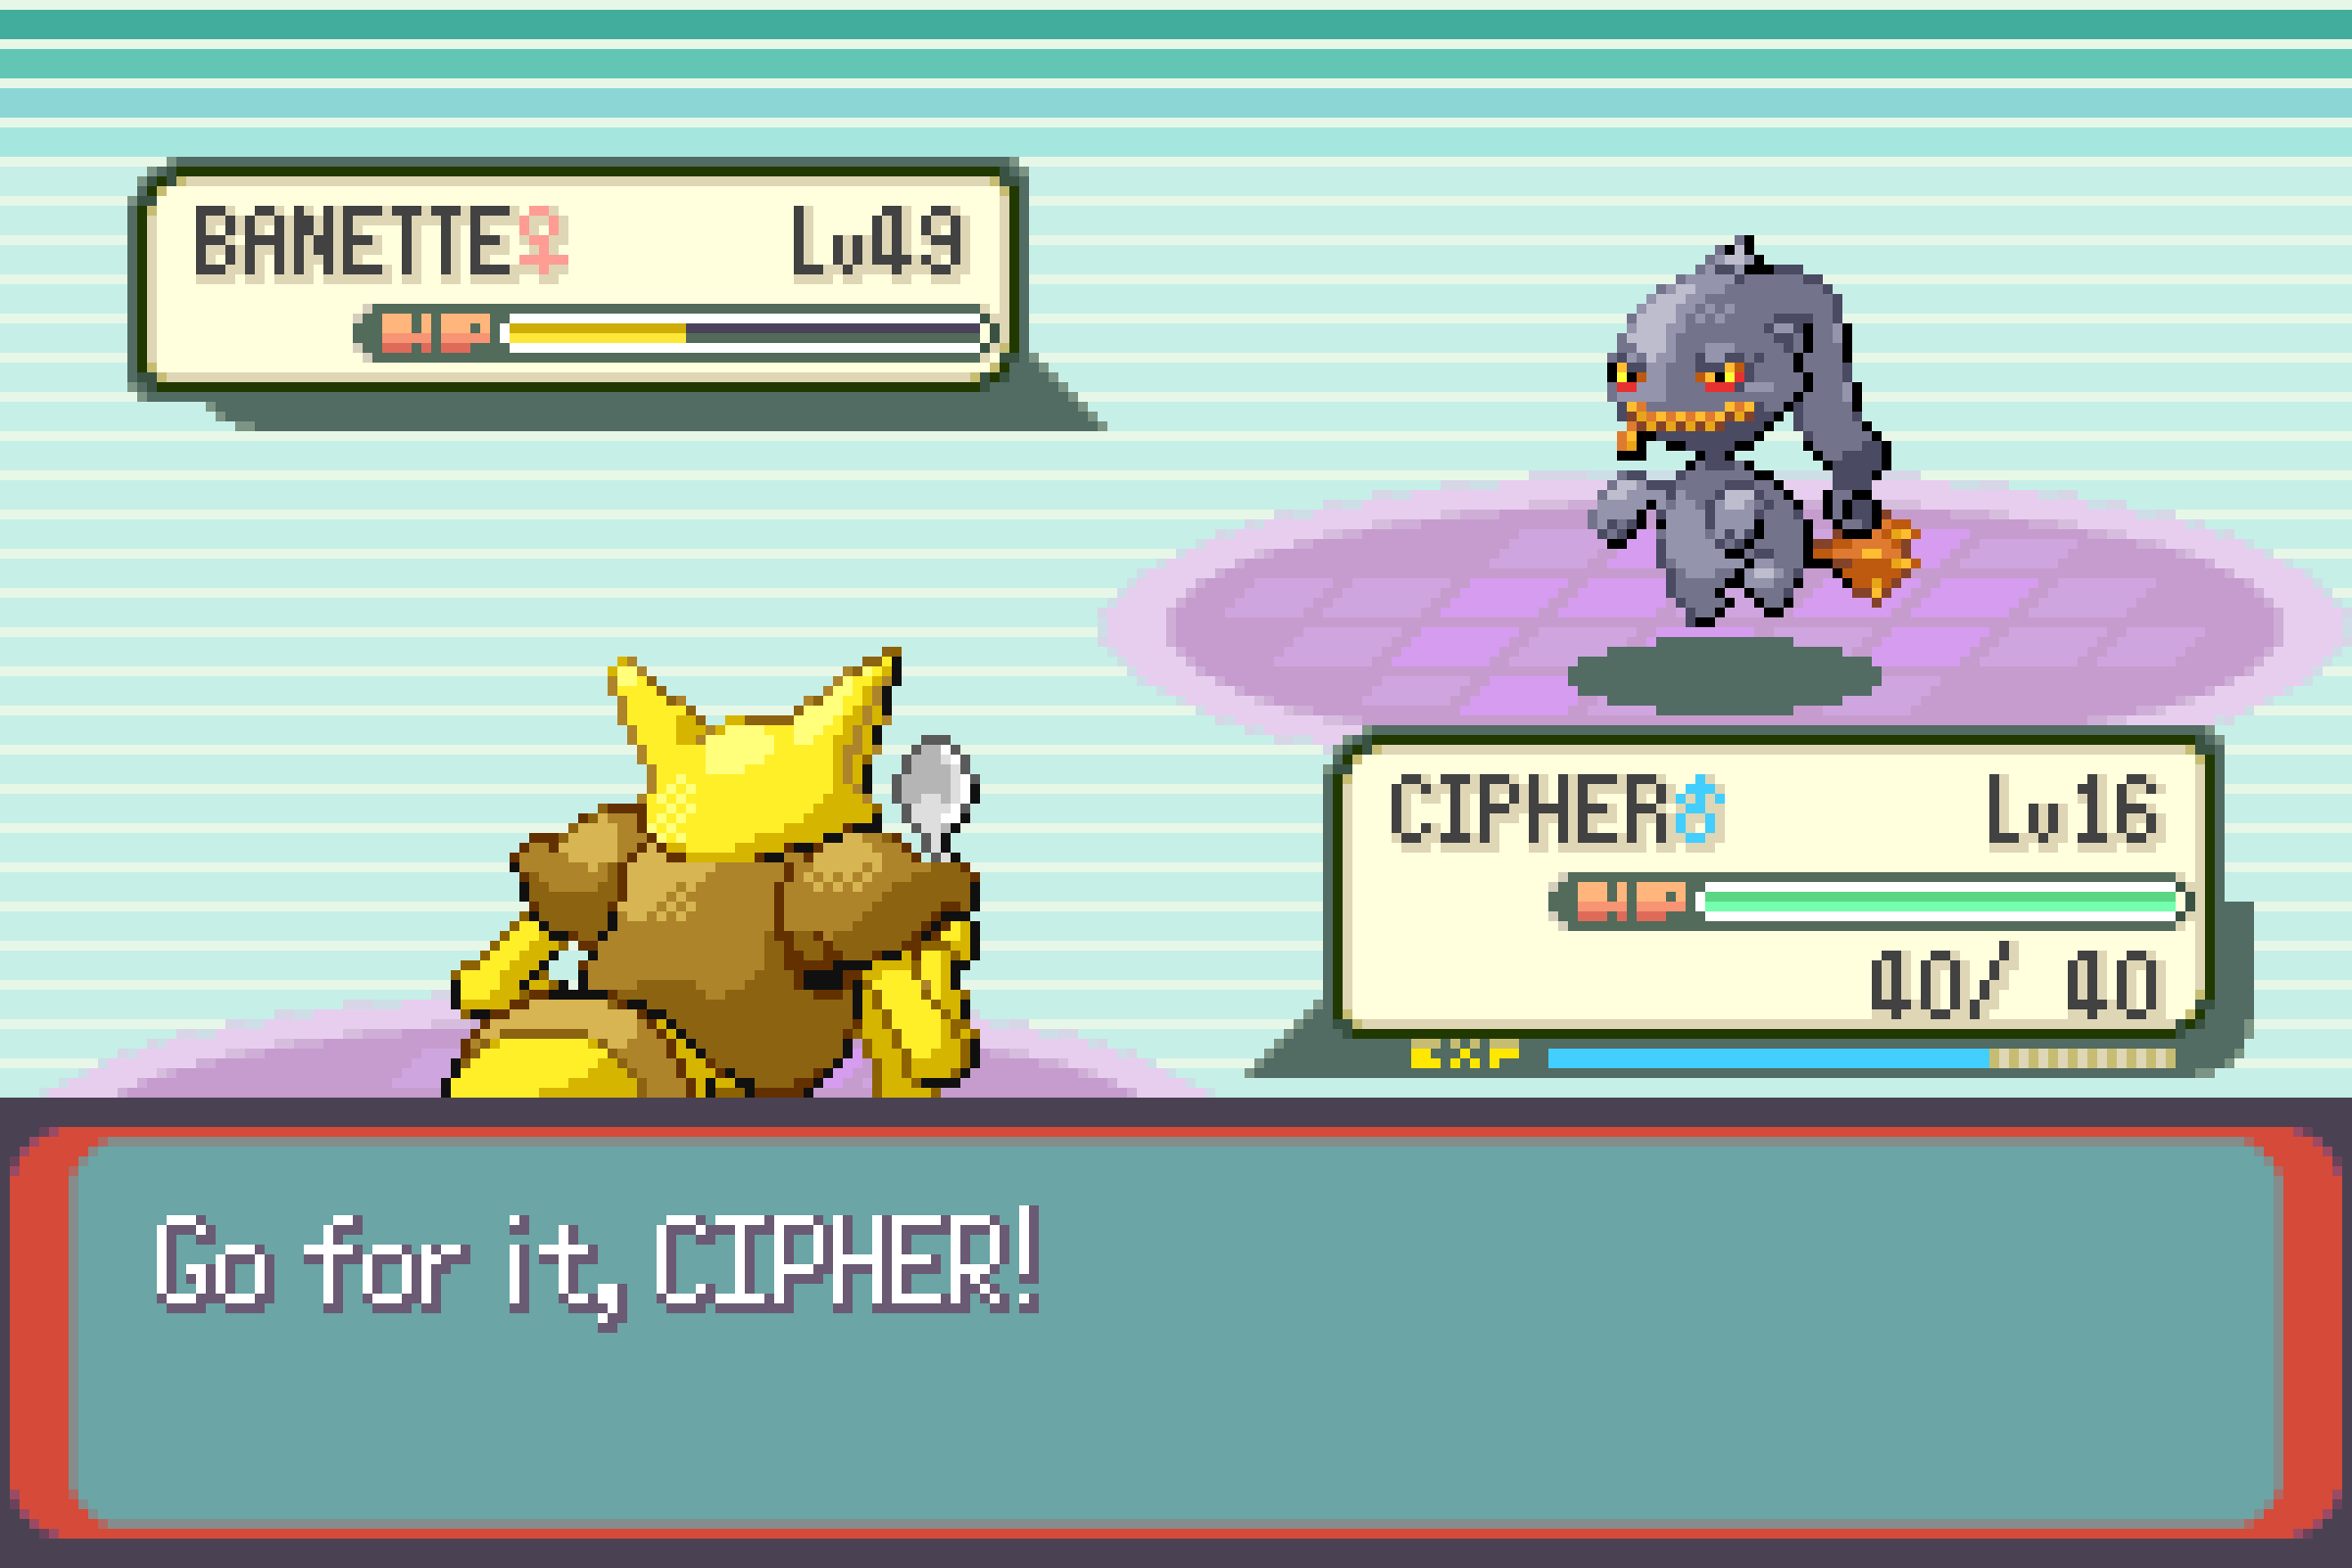 BANETTE♀ Lv49
HP
CIPHER♂ Lv16
HP
40/ 40
EXP
Go for it, CIPHER!